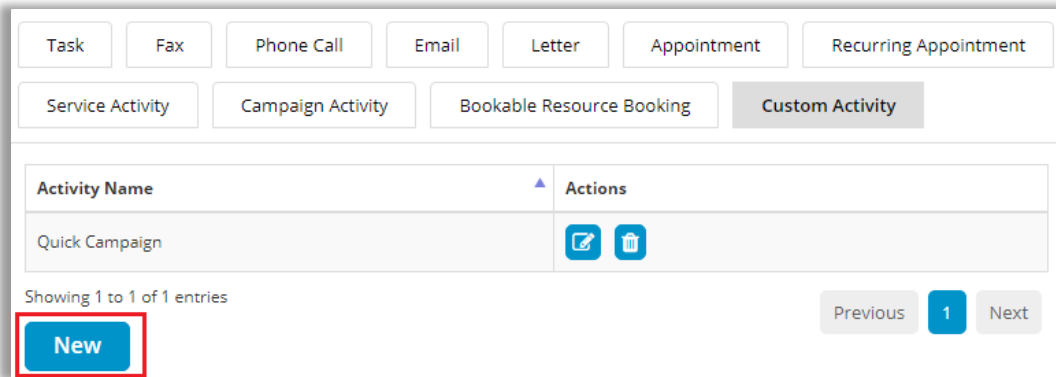 Task Fax Phone Call Email Letter Appointment Recurring Appointment
Service Activity Campaign Activity Bookable Resource Booking Custom Activity
Activity Name Actions
Quick Campaign
Showing 1 to 1 of 1 entries
Previous 1 Next
New